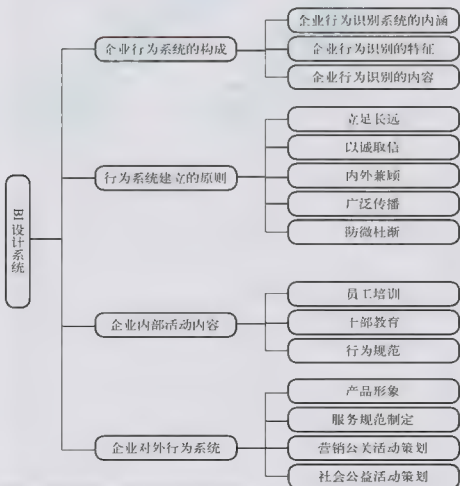 BI设计系统
企业行为系统的构成
企业行为识别系统的内涵
企业行为识别的特征
企业行为识别的内容
行为系统建立的原则
立足长远
以诚取信
内外兼顾
广泛传播
防微杜渐
企业内部活动内容
员工培训
干部教育
行为规范
企业对外行为系统
产品形象
服务规范制定
营销公关活动策划
社会公益活动策划